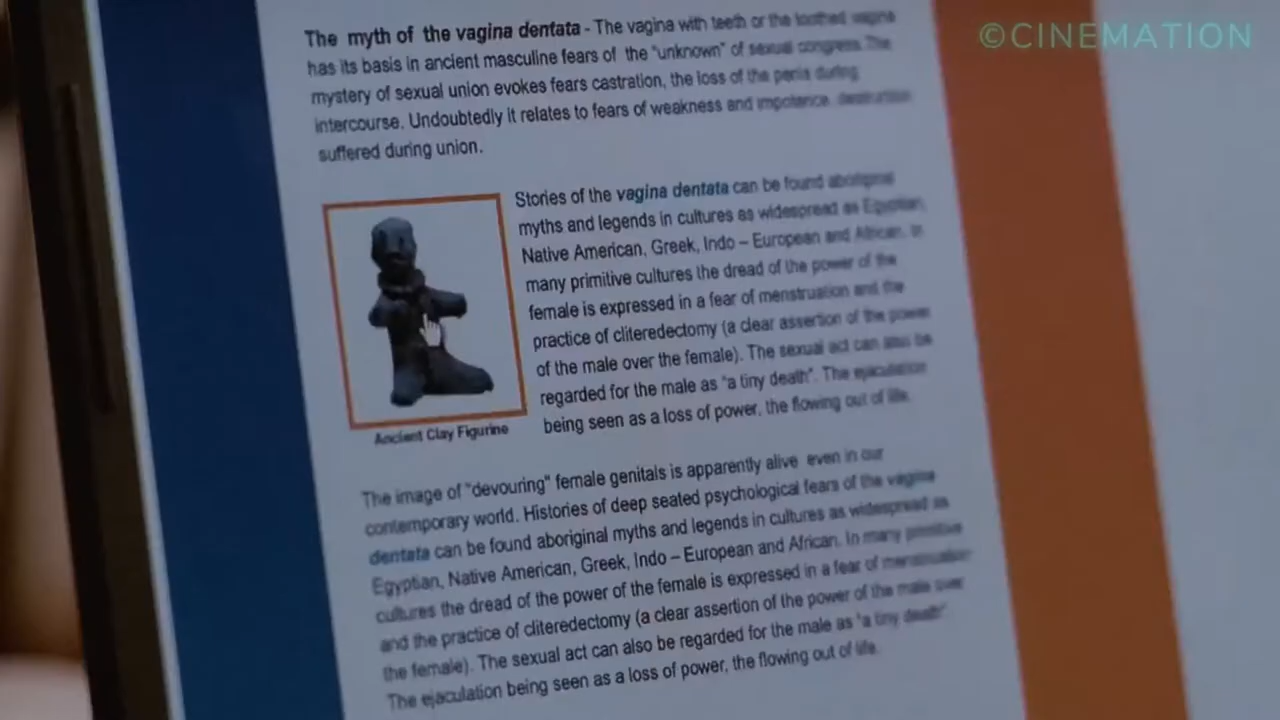 ©CINEMATION
The myth of the vagina dentata - The vagina with teeth or the toothed vagina
has its basis in ancient masculine fears of the "unknown" of sexual congress. The
mystery of sexual union evokes fears castration, the loss of the penis during
intercourse. Undoubtedly it relates to fears of weakness and impotence, destruction
suffered during union.
Stories of the vagina dentata can be found aboriginal
myths and legends in cultures as widespread as Egyptian,
Native American, Greek, Indo – European and African. In
many primitive cultures the dread of the power of the
female is expressed in a fear of menstruation and the
practice of cliteredectomy (a clear assertion of the power
of the male over the female). The sexual act can also be
regarded for the male as "a tiny death". The ejaculation
being seen as a loss of power, the flowing out of life.
Ancient Clay Figurine
The image of "devouring" female genitals is apparently alive even in our
contemporary world. Histories of deep seated psychological fears of the vagina
dentata can be found aboriginal myths and legends in cultures as widespread as
Egyptian, Native American, Greek, Indo – European and African. In many primitive
cultures the dread of the power of the female is expressed in a fear of menstruation
and the practice of cliteredectomy (a clear assertion of the power of the male over
the female). The sexual act can also be regarded for the male as "a tiny death".
The ejaculation being seen as a loss of power, the flowing out of life.